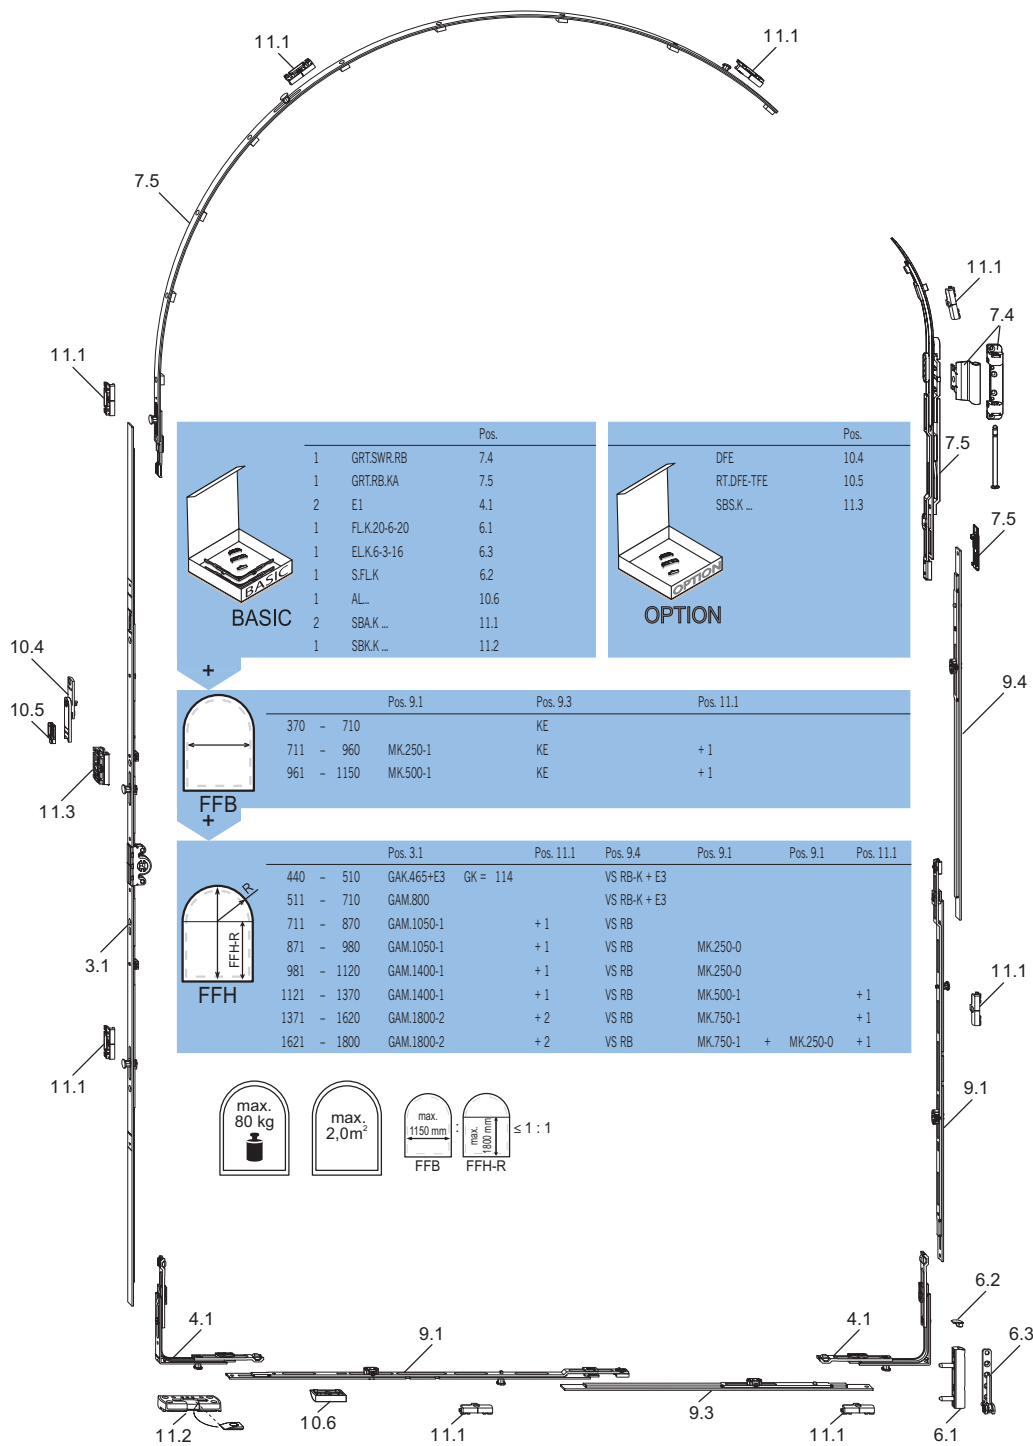 11.1
11.1
7.5
11.1
7.4
11.1
7.5
7.5
Pos.
1 GRT.SWR.RB 7.4
1 GRT.RB.KA 7.5
2 E1 4.1
1 FL.K.20-6-20 6.1
1 EL.K.6-3-16 6.3
1 S.FL.K 6.2
1 AL... 10.6
2 SBA.K ... 11.1
1 SBK.K ... 11.2
BASIC
BASIC
Pos.
DFE 10.4
RT.DFE-TFE 10.5
SBS.K ... 11.3
OPTION
OPTION
+
10.4
10.5
11.3
9.4
Pos. 9.1 Pos. 9.3 Pos. 11.1
370 – 710 KE
711 – 960 MK.250-1 KE + 1
961 – 1150 MK.500-1 KE + 1
FFB
+
Pos. 3.1 Pos. 11.1 Pos. 9.4 Pos. 9.1 Pos. 9.1 Pos. 11.1
440 – 510 GAK.465+E3 GK = 114 VS RB-K + E3
511 – 710 GAM.800 VS RB-K + E3
711 – 870 GAM.1050-1 + 1 VS RB
871 – 980 GAM.1050-1 + 1 VS RB MK.250-0
981 – 1120 GAM.1400-1 + 1 VS RB MK.250-0
1121 – 1370 GAM.1400-1 + 1 VS RB MK.500-1 + 1
1371 – 1620 GAM.1800-2 + 2 VS RB MK.750-1 + 1
1621 – 1800 GAM.1800-2 + 2 VS RB MK.750-1 + MK.250-0 + 1
R
FFH-R
FFH
3.1
11.1
11.1
9.1
max.
80 kg
max.
2,0m²
max.
1150 mm
FFB
:
max.
1800 mm
FFH-R
≤ 1 : 1
4.1
9.1
4.1
6.2
6.3
11.2
10.6
11.1
9.3
11.1
6.1